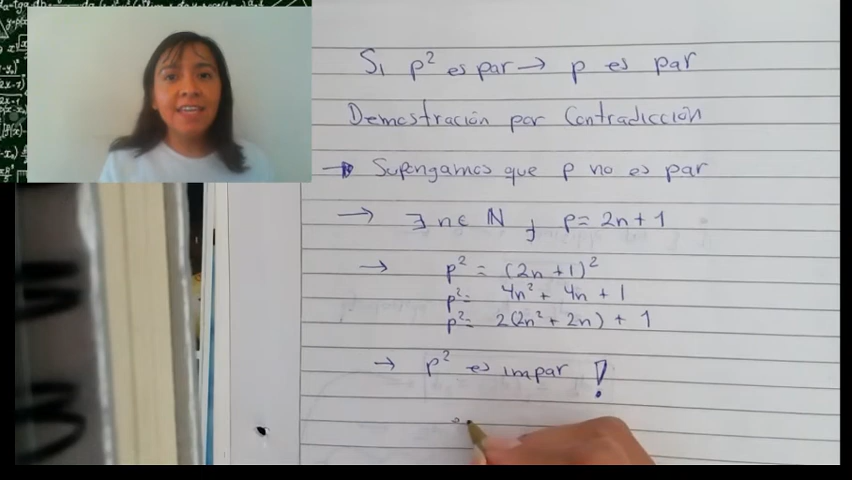 Si p² es par → p es par
Demostración por Contradicción
→ Supongamos que p no es par
→ ∃ n ∈ ℕ ∋ p = 2n + 1
→ p² = (2n + 1)²
p² = 4n² + 4n + 1
p² = 2(2n² + 2n) + 1
→ p² es impar !